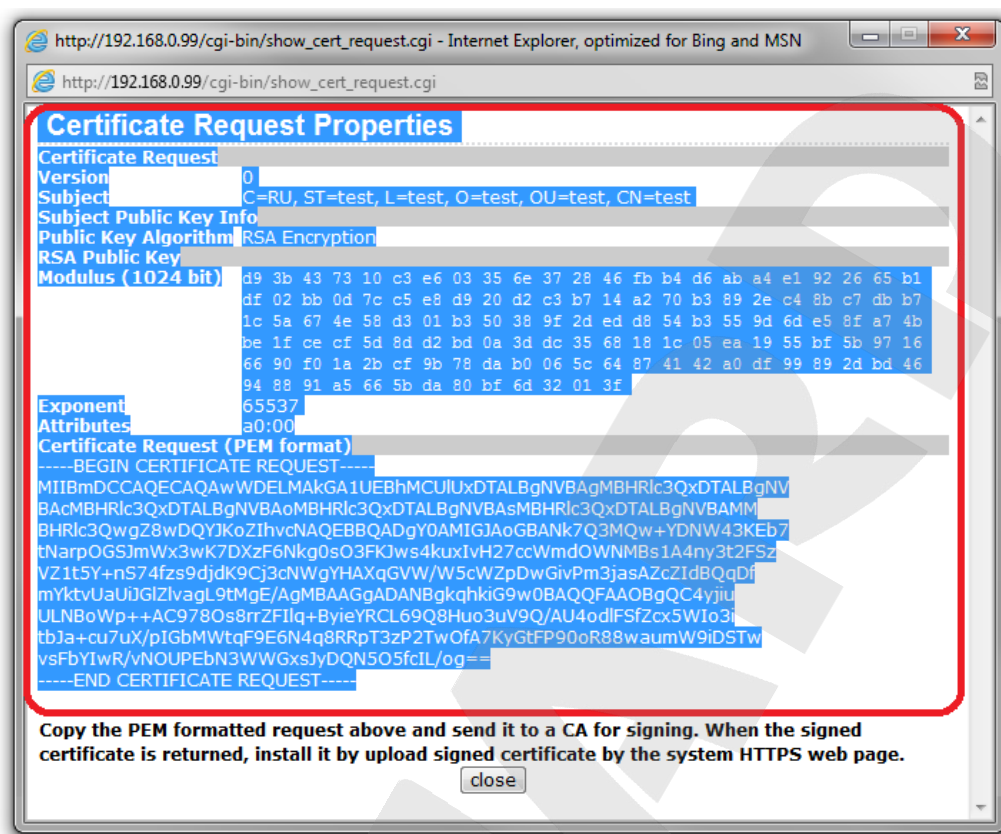 http://192.168.0.99/cgi-bin/show_cert_request.cgi - Internet Explorer, optimized for Bing and MSN
http://192.168.0.99/cgi-bin/show_cert_request.cgi
Certificate Request Properties
Certificate Request
Version 0
Subject C=RU, ST=test, L=test, O=test, OU=test, CN=test
Subject Public Key Info
Public Key Algorithm RSA Encryption
RSA Public Key
Modulus (1024 bit) d9 3b 43 73 10 c3 e6 03 35 6e 37 28 46 fb b4 d6 ab a4 e1 92 26 65 b1
df 02 bb 0d 7c c5 e8 d9 20 d2 c3 b7 14 a2 70 b3 89 2e c4 8b c7 db b7
1c 5a 67 4e 58 d3 01 b3 50 38 9f 2d ed d8 54 b3 55 9d 6d e5 8f a7 4b
be 1f ce cf 5d 8d d2 bd 0a 3d dc 35 68 18 1c 05 ea 19 55 bf 5b 97 16
66 90 f0 1a 2b cf 9b 78 da b0 06 5c 64 87 41 42 a0 df 99 89 2d bd 46
94 88 91 a5 66 5b da 80 bf 6d 32 01 3f
Exponent 65537
Attributes a0:00
Certificate Request (PEM format)
-----BEGIN CERTIFICATE REQUEST-----
MIIBmDCCAQECAQAwWDELMAkGA1UEBhMCUlUxDTALBgNVBAgMBHRlc3QxDTALBgNV
BAcMBHRlc3QxDTALBgNVBAoMBHRlc3QxDTALBgNVBAsMBHRlc3QxDTALBgNVBAMM
BHRlc3QwgZ8wDQYJKoZIhvcNAQEBBQADgY0AMIGJAoGBANk7Q3MQw+YDNW43KEb7
tNarpOGSJmWx3wK7DXzF6Nkg0sO3FKJws4kuxIvH27ccWmdOWNMBs1A4ny3t2FSz
VZ1t5Y+nS74fzs9djdK9Cj3cNWgYHAXqGVW/W5cWZpDwGivPm3jasAZcZIdBQqDf
mYktvUaUiJGlZlvagL9tMgE/AgMBAAGgADANBgkqhkiG9w0BAQQFAAOBgQC4yjiu
ULNBoWp++AC978Os8rrZFIlq+ByieYRCL69Q8Huo3uV9Q/AU4odlFSfZcx5WIo3i
tbJa+cu7uX/pIGbMWtqF9E6N4q8RRpT3zP2TwOfA7KyGtFP90oR88waumW9iDSTw
vsFbYIwR/vNOUPEbN3WWGxsJyDQN5O5fcIL/og==
-----END CERTIFICATE REQUEST-----
Copy the PEM formatted request above and send it to a CA for signing. When the signed
certificate is returned, install it by upload signed certificate by the system HTTPS web page.
close